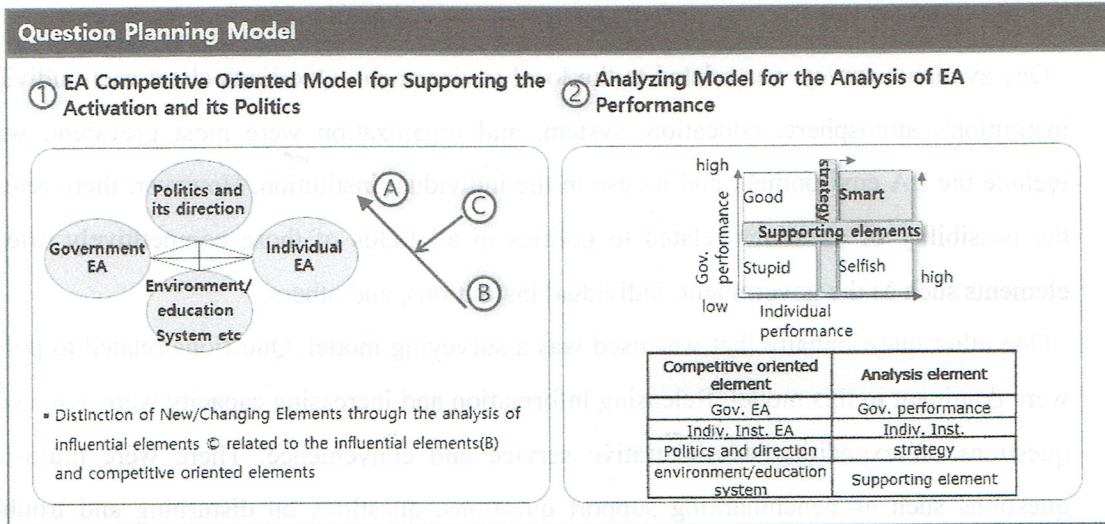 Question Planning Model
① EA Competitive Oriented Model for Supporting the
Activation and its Politics
Politics and
its direction
Government
EA
Individual
EA
Environment/
education
System etc
A
C
B
▪ Distinction of New/Changing Elements through the analysis of
influential elements © related to the influential elements(B)
and competitive oriented elements
② Analyzing Model for the Analysis of EA
Performance
high
Good
strategy
Smart
Supporting elements
Gov.
performance
Stupid
Selfish
high
low
Individual
performance
Competitive oriented
element
Analysis element
Gov. EA
Gov. performance
Indiv. Inst. EA
Indiv. Inst.
strategy
Politics and direction
environment/education
system
Supporting element